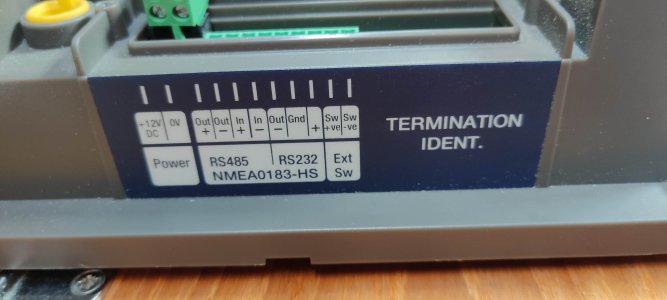 +12V DC 0V Out + Out - In + In - Out - Gnd + Sw +ve Sw -ve
Power RS485 RS232 Ext Sw
NMEA0183-HS
TERMINATION
IDENT.